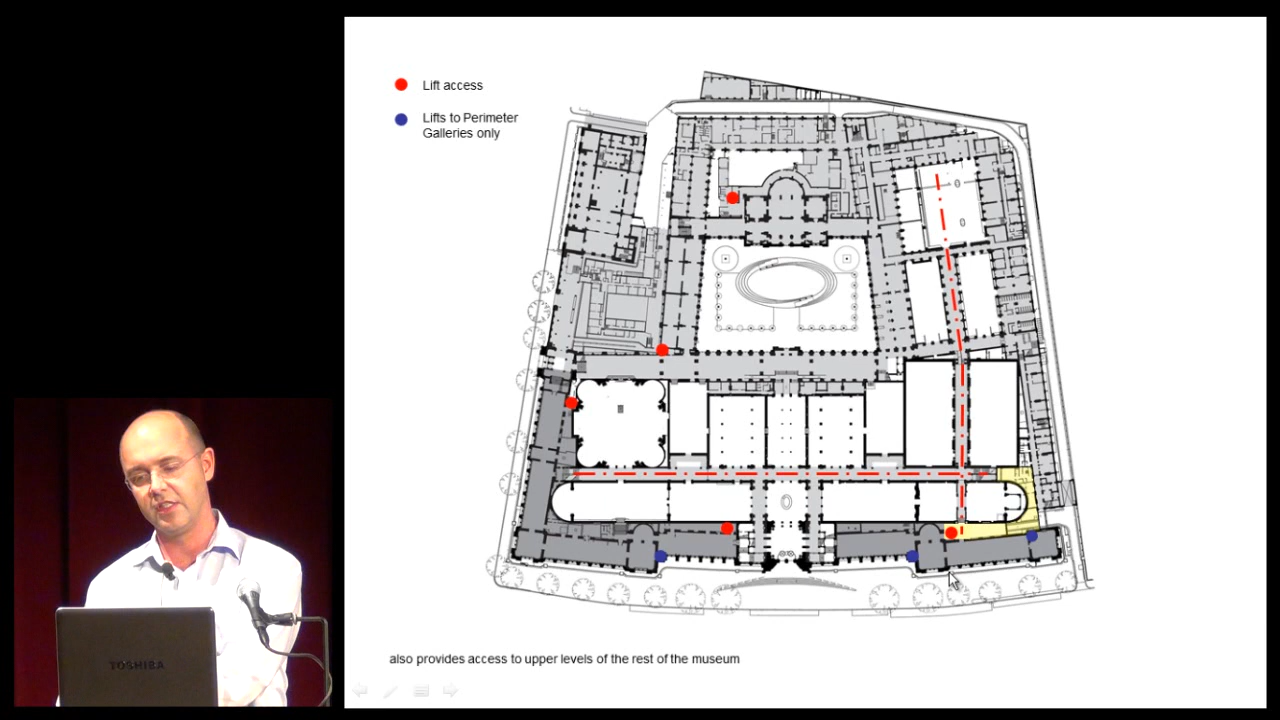 Lift access
Lifts to Perimeter
Galleries only
also provides access to upper levels of the rest of the museum
TOSHIBA